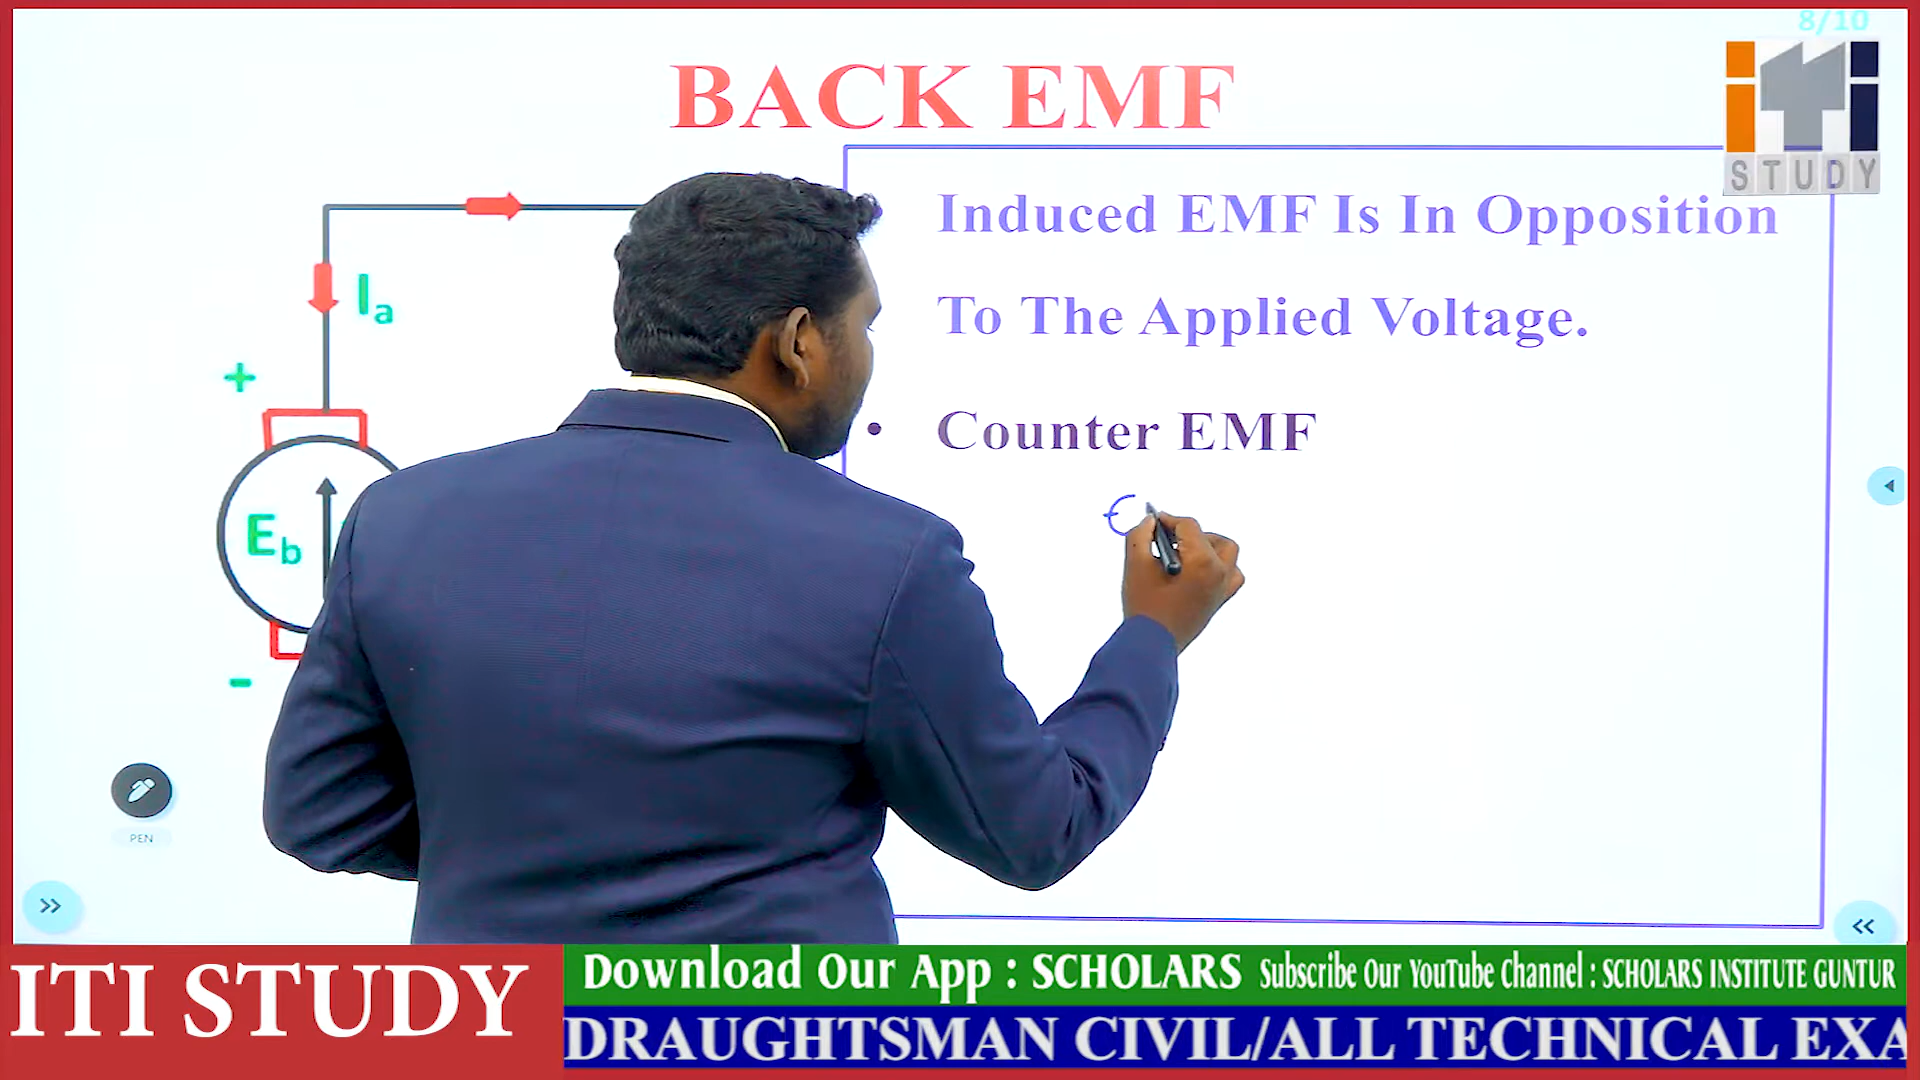 8/10
BACK EMF
iTi
STUDY
• Induced EMF Is In Opposition
To The Applied Voltage.
• Counter EMF
Ia
+
Eb
-
PEN
>>
<<
ITI STUDY
Download Our App : SCHOLARS Subscribe Our YouTube Channel : SCHOLARS INSTITUTE GUNTUR
DRAUGHTSMAN CIVIL/ALL TECHNICAL EXA